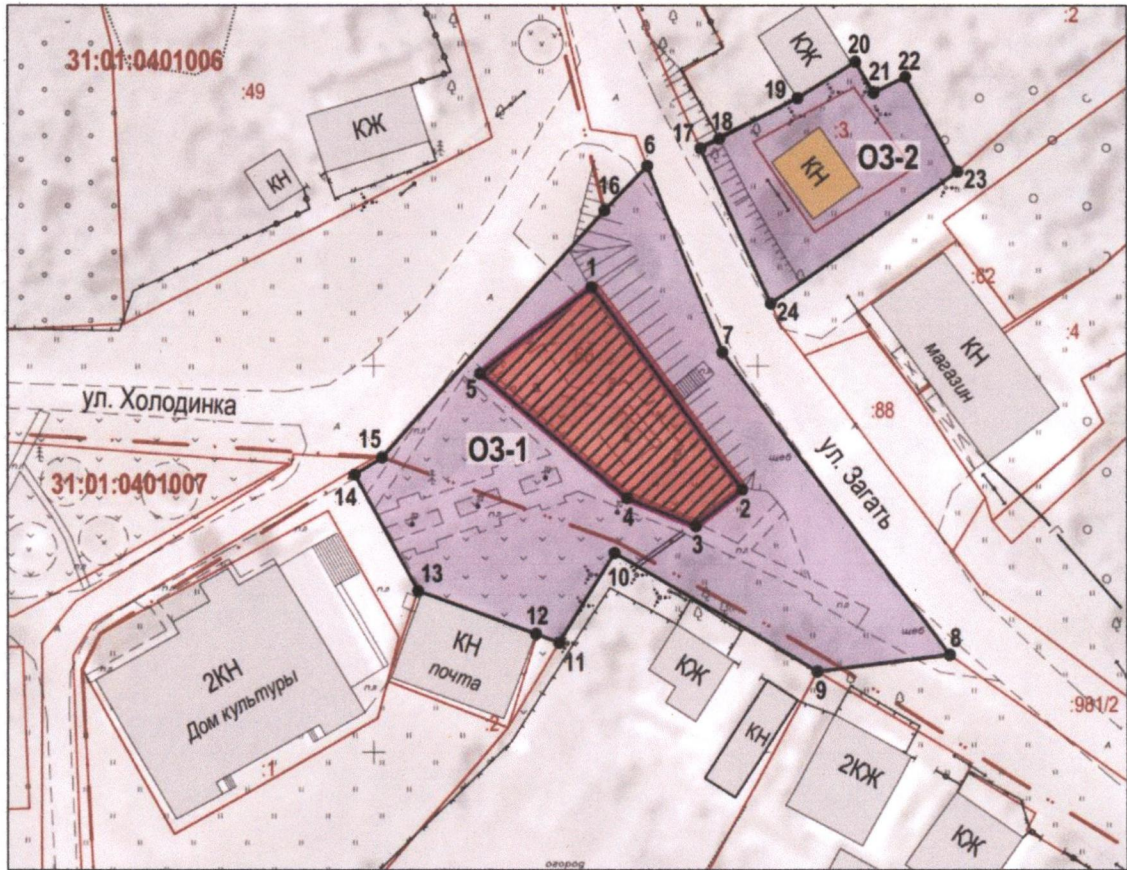 :2
31:01:0401006
:49
КЖ
КН
КЖ
20
22
21
19
18
17
:3
КН
ОЗ-2
23
6
16
1
24
:62
:4
7
КН
магазин
ул. Холодинка
5
:88
15
ОЗ-1
ул. Загать
31:01:0401007
14
4
2
3
10
13
12
11
8
9
КН
почта
КЖ
2КН
Дом культуры
:2
:1
КН
2КЖ
КЖ
:981/2
огород